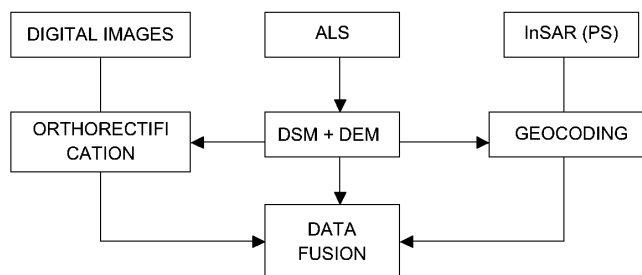 DIGITAL IMAGES
ALS
InSAR (PS)
ORTHORECTIFI
CATION
DSM + DEM
GEOCODING
DATA
FUSION